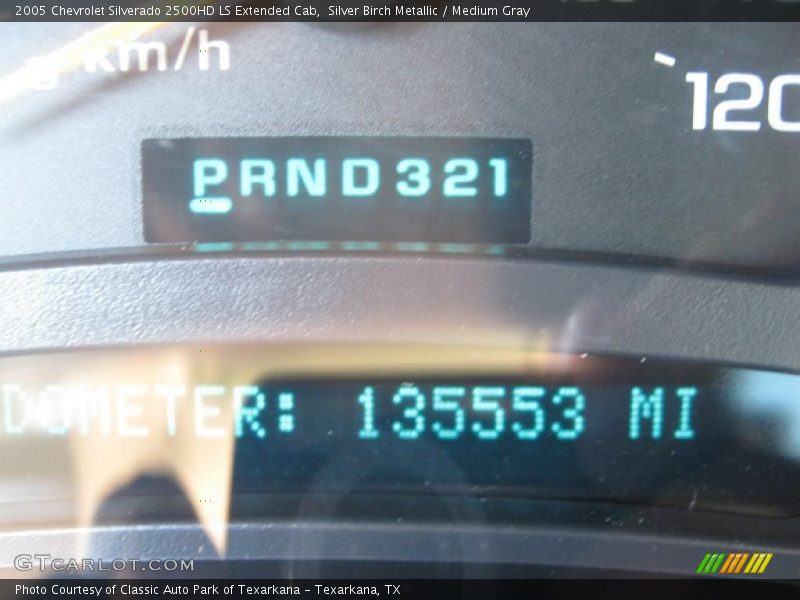 2005 Chevrolet Silverado 2500HD LS Extended Cab, Silver Birch Metallic / Medium Gray
km/h
120
PRND321
DOMETER: 135553 MI
GTCARLOT.COM
Photo Courtesy of Classic Auto Park of Texarkana - Texarkana, TX